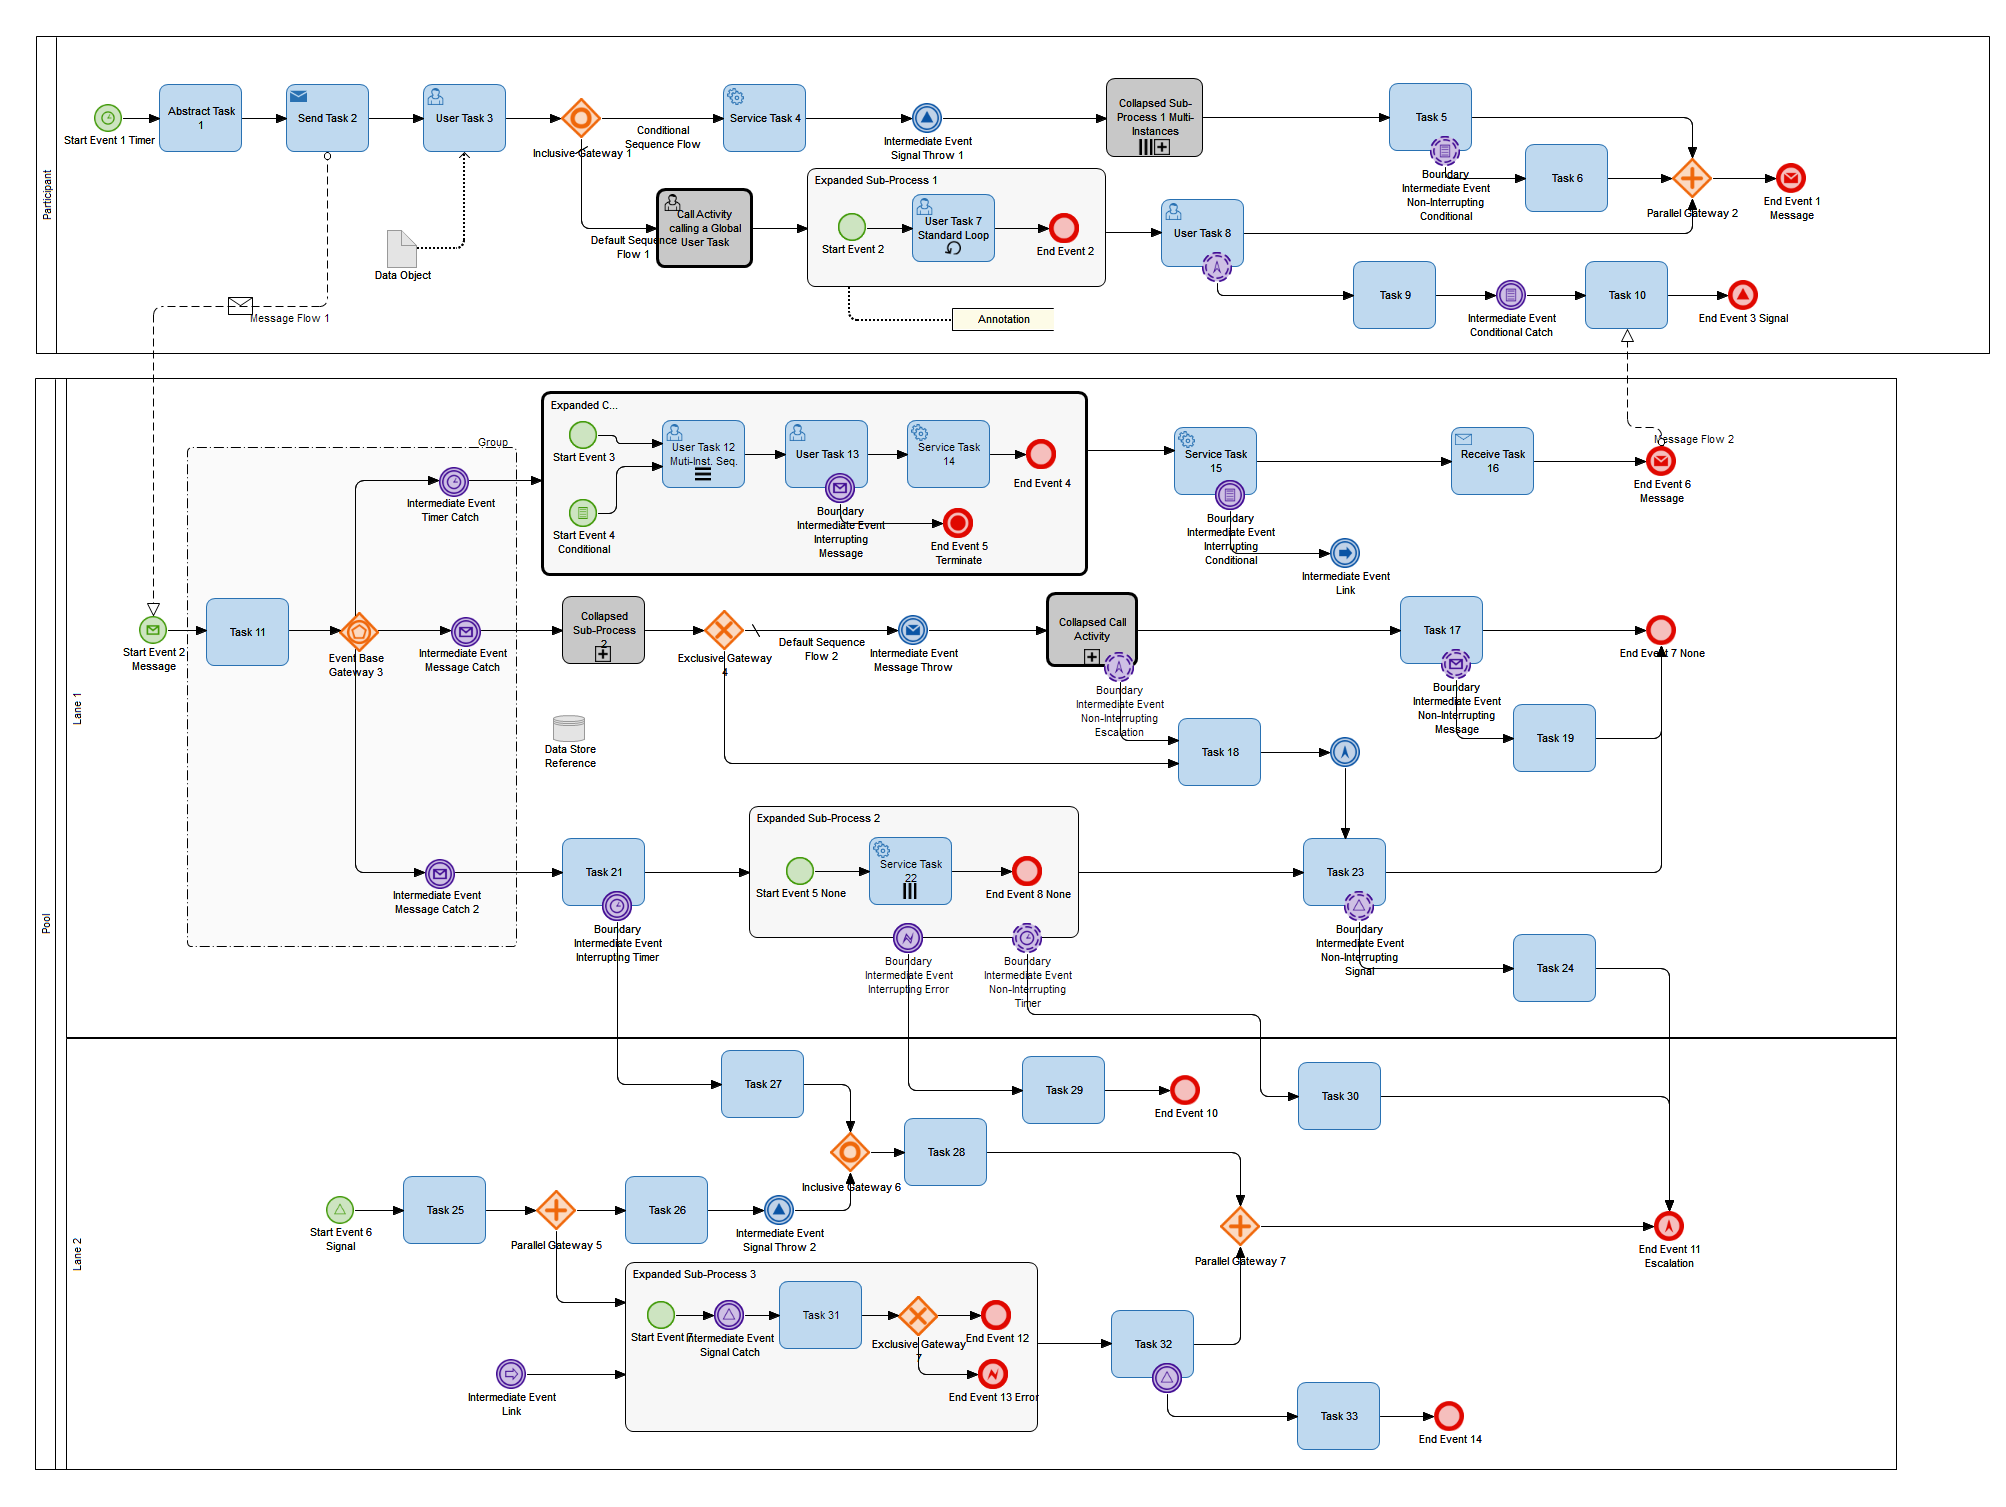 Participant
Start Event 1 Timer
Abstract Task
1
Send Task 2
User Task 3
Inclusive Gateway 1
Conditional
Sequence Flow
Service Task 4
Intermediate Event
Signal Throw 1
Collapsed Sub-
Process 1 Multi-
Instances
Task 5
Boundary
Intermediate Event
Non-Interrupting
Conditional
Task 6
Parallel Gateway 2
End Event 1
Message
Data Object
Message Flow 1
Default Sequence
Flow 1
Call Activity
calling a Global
User Task
Expanded Sub-Process 1
Start Event 2
User Task 7
Standard Loop
End Event 2
Annotation
User Task 8
Task 9
Intermediate Event
Conditional Catch
Task 10
End Event 3 Signal
Pool
Lane 1
Group
Start Event 2
Message
Task 11
Event Base
Gateway 3
Intermediate Event
Timer Catch
Intermediate Event
Message Catch
Intermediate Event
Message Catch 2
Expanded C...
Start Event 3
Start Event 4
Conditional
User Task 12
Muti-Inst. Seq.
User Task 13
Boundary
Intermediate Event
Interrupting
Message
Service Task
14
End Event 4
End Event 5
Terminate
Service Task
15
Boundary
Intermediate Event
Interrupting
Conditional
Intermediate Event
Link
Receive Task
16
Message Flow 2
End Event 6
Message
Collapsed
Sub-Process
2
Exclusive Gateway
4
Default Sequence
Flow 2
Intermediate Event
Message Throw
Collapsed Call
Activity
Boundary
Intermediate Event
Non-Interrupting
Escalation
Task 17
Boundary
Intermediate Event
Non-Interrupting
Message
End Event 7 None
Task 18
Task 19
Data Store
Reference
Task 21
Boundary
Intermediate Event
Interrupting Timer
Expanded Sub-Process 2
Start Event 5 None
Service Task
22
End Event 8 None
Boundary
Intermediate Event
Interrupting Error
Boundary
Intermediate Event
Non-Interrupting
Timer
Task 23
Boundary
Intermediate Event
Non-Interrupting
Signal
Task 24
Lane 2
Task 27
Task 29
End Event 10
Task 30
Inclusive Gateway 6
Task 28
Start Event 6
Signal
Task 25
Parallel Gateway 5
Task 26
Intermediate Event
Signal Throw 2
Parallel Gateway 7
End Event 11
Escalation
Expanded Sub-Process 3
Start Event 7
Intermediate Event
Signal Catch
Task 31
Exclusive Gateway
7
End Event 12
End Event 13 Error
Intermediate Event
Link
Task 32
Task 33
End Event 14